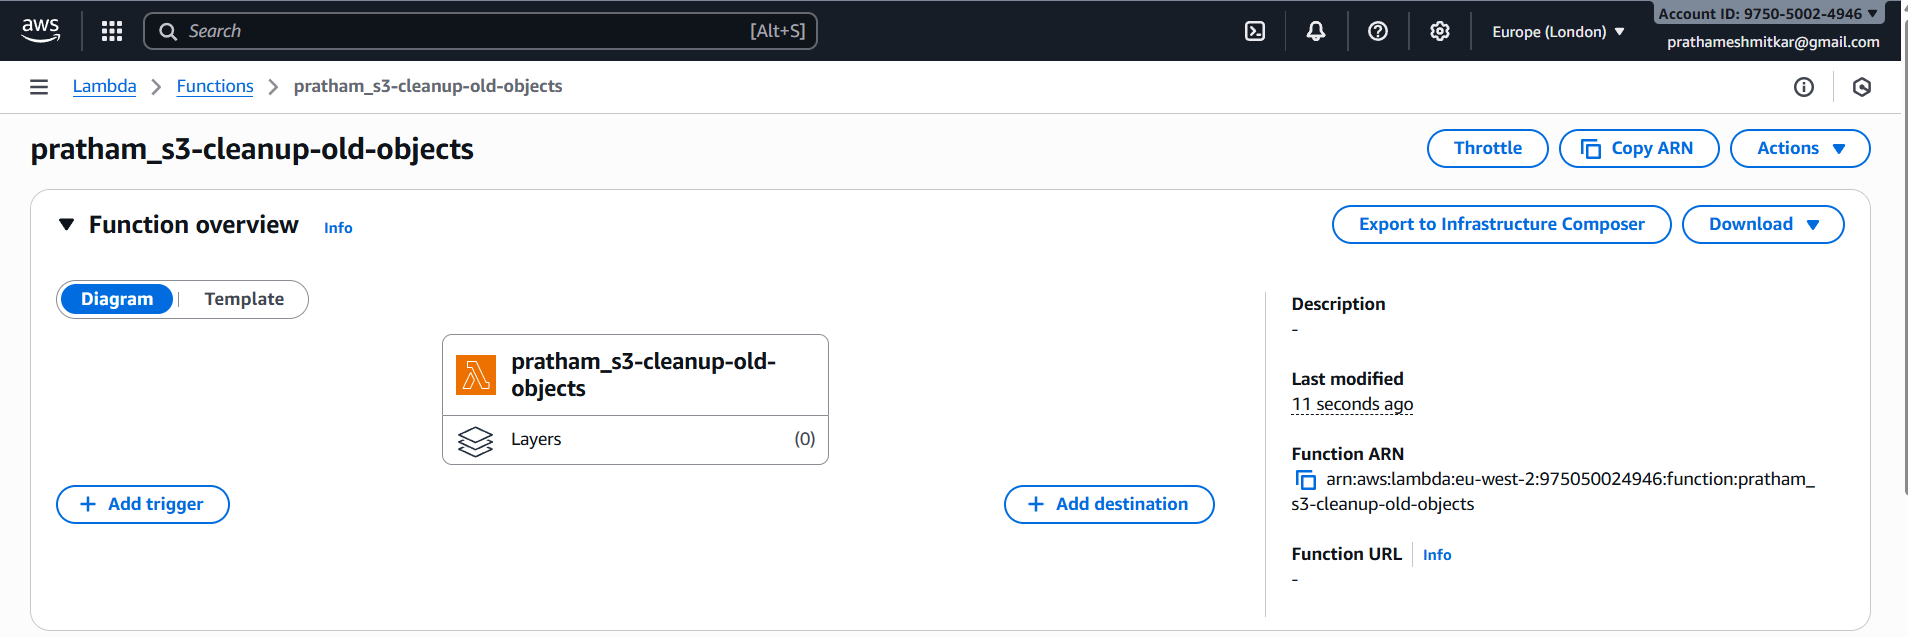 aws
Search
[Alt+S]
Europe (London)
Account ID: 9750-5002-4946
prathameshmitkar@gmail.com
Lambda
Functions
pratham_s3-cleanup-old-objects
pratham_s3-cleanup-old-objects
Throttle
Copy ARN
Actions
Function overview
Info
Export to Infrastructure Composer
Download
Diagram
Template
pratham_s3-cleanup-old-
objects
Layers
(0)
Add trigger
Add destination
Description
-
Last modified
11 seconds ago
Function ARN
arn:aws:lambda:eu-west-2:975050024946:function:pratham_
s3-cleanup-old-objects
Function URL
Info
-